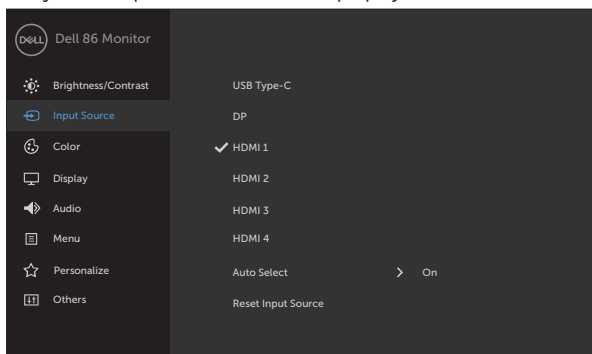 DELL Dell 86 Monitor
Brightness/Contrast
USB Type-C
Input Source
DP
Color
HDMI 1
Display
HDMI 2
Audio
HDMI 3
Menu
HDMI 4
Personalize
Auto Select On
Others
Reset Input Source